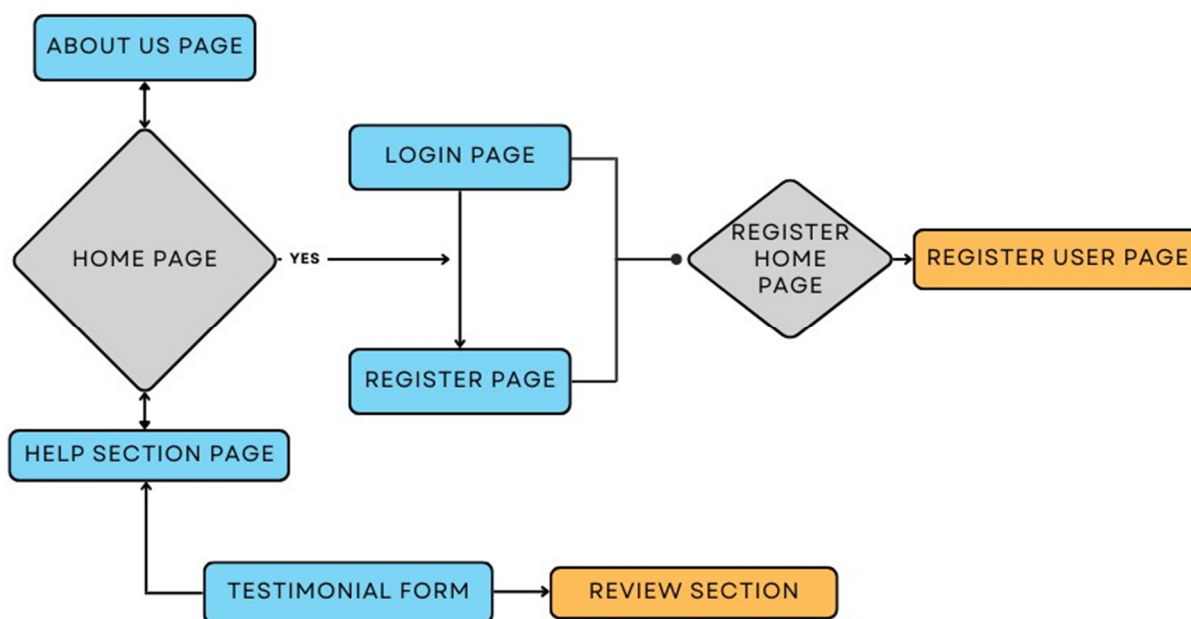 ABOUT US PAGE
LOGIN PAGE
HOME PAGE
YES
REGISTER
HOME
PAGE
REGISTER USER PAGE
REGISTER PAGE
HELP SECTION PAGE
TESTIMONIAL FORM
REVIEW SECTION